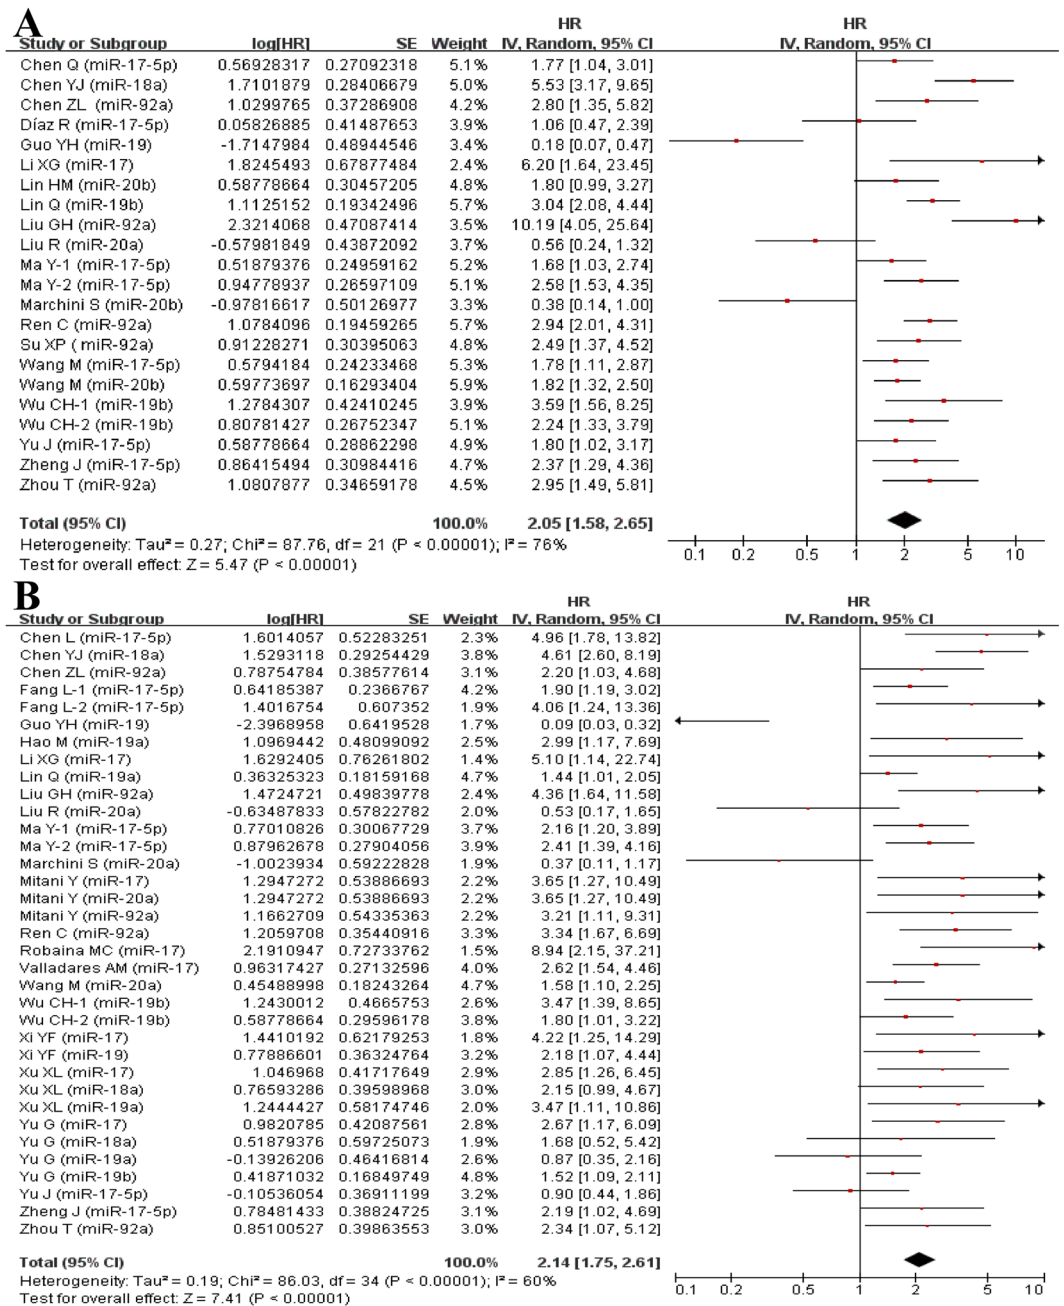 A
HR HR
Study or Subgroup log[HR] SE Weight IV, Random, 95% CI IV, Random, 95% CI
Chen Q (miR-17-5p) 0.56928317 0.27092318 5.1% 1.77 [1.04, 3.01]
Chen YJ (miR-18a) 1.7101879 0.28406679 5.0% 5.53 [3.17, 9.65]
Chen ZL (miR-92a) 1.0299765 0.37286908 4.2% 2.80 [1.35, 5.82]
Díaz R (miR-17-5p) 0.05826885 0.41487653 3.9% 1.06 [0.47, 2.39]
Guo YH (miR-19) -1.7147984 0.48944546 3.4% 0.18 [0.07, 0.47]
Li XG (miR-17) 1.8245493 0.67877484 2.4% 6.20 [1.64, 23.45]
Lin HM (miR-20b) 0.58778664 0.30457205 4.8% 1.80 [0.99, 3.27]
Lin Q (miR-19b) 1.1125152 0.19342496 5.7% 3.04 [2.08, 4.44]
Liu GH (miR-92a) 2.3214068 0.47087414 3.5% 10.19 [4.05, 25.64]
Liu R (miR-20a) -0.57981849 0.43872092 3.7% 0.56 [0.24, 1.32]
Ma Y-1 (miR-17-5p) 0.51879376 0.24959162 5.2% 1.68 [1.03, 2.74]
Ma Y-2 (miR-17-5p) 0.94778937 0.26597109 5.1% 2.58 [1.53, 4.35]
Marchini S (miR-20b) -0.97816617 0.50126977 3.3% 0.38 [0.14, 1.00]
Ren C (miR-92a) 1.0784096 0.19459265 5.7% 2.94 [2.01, 4.31]
Su XP ( miR-92a) 0.91228271 0.30395063 4.8% 2.49 [1.37, 4.52]
Wang M (miR-17-5p) 0.5794184 0.24233468 5.3% 1.78 [1.11, 2.87]
Wang M (miR-20b) 0.59773697 0.16293404 5.9% 1.82 [1.32, 2.50]
Wu CH-1 (miR-19b) 1.2784307 0.42410245 3.9% 3.59 [1.56, 8.25]
Wu CH-2 (miR-19b) 0.80781427 0.26752347 5.1% 2.24 [1.33, 3.79]
Yu J (miR-17-5p) 0.58778664 0.28862298 4.9% 1.80 [1.02, 3.17]
Zheng J (miR-17-5p) 0.86415494 0.30984416 4.7% 2.37 [1.29, 4.36]
Zhou T (miR-92a) 1.0807877 0.34659178 4.5% 2.95 [1.49, 5.81]
Total (95% CI) 100.0% 2.05 [1.58, 2.65]
Heterogeneity: Tau² = 0.27; Chi² = 87.76, df = 21 (P < 0.00001); I² = 76%
Test for overall effect: Z = 5.47 (P < 0.00001)
0.1 0.2 0.5 1 2 5 10
B
HR HR
Study or Subgroup log[HR] SE Weight IV, Random, 95% CI IV, Random, 95% CI
Chen L (miR-17-5p) 1.6014057 0.52283251 2.3% 4.96 [1.78, 13.82]
Chen YJ (miR-18a) 1.5293118 0.29254429 3.8% 4.61 [2.60, 8.19]
Chen ZL (miR-92a) 0.78754784 0.38577614 3.1% 2.20 [1.03, 4.68]
Fang L-1 (miR-17-5p) 0.64185387 0.2366767 4.2% 1.90 [1.19, 3.02]
Fang L-2 (miR-17-5p) 1.4016754 0.607352 1.9% 4.06 [1.24, 13.36]
Guo YH (miR-19) -2.3968958 0.6419528 1.7% 0.09 [0.03, 0.32]
Hao M (miR-19a) 1.0969442 0.48099092 2.5% 2.99 [1.17, 7.69]
Li XG (miR-17) 1.6292405 0.76261802 1.4% 5.10 [1.14, 22.74]
Lin Q (miR-19a) 0.36325323 0.18159168 4.7% 1.44 [1.01, 2.05]
Liu GH (miR-92a) 1.4724721 0.49839778 2.4% 4.36 [1.64, 11.58]
Liu R (miR-20a) -0.63487833 0.57822782 2.0% 0.53 [0.17, 1.65]
Ma Y-1 (miR-17-5p) 0.77010826 0.30067729 3.7% 2.16 [1.20, 3.89]
Ma Y-2 (miR-17-5p) 0.87962678 0.27904056 3.9% 2.41 [1.39, 4.16]
Marchini S (miR-20a) -1.0023934 0.59222828 1.9% 0.37 [0.11, 1.17]
Mitani Y (miR-17) 1.2947272 0.53886693 2.2% 3.65 [1.27, 10.49]
Mitani Y (miR-20a) 1.2947272 0.53886693 2.2% 3.65 [1.27, 10.49]
Mitani Y (miR-92a) 1.1662709 0.54335363 2.2% 3.21 [1.11, 9.31]
Ren C (miR-92a) 1.2059708 0.35440916 3.3% 3.34 [1.67, 6.69]
Robaina MC (miR-17) 2.1910947 0.72733762 1.5% 8.94 [2.15, 37.21]
Valladares AM (miR-17) 0.96317427 0.27132596 4.0% 2.62 [1.54, 4.46]
Wang M (miR-20a) 0.45488998 0.18243264 4.7% 1.58 [1.10, 2.25]
Wu CH-1 (miR-19b) 1.2430012 0.4665753 2.6% 3.47 [1.39, 8.65]
Wu CH-2 (miR-19b) 0.58778664 0.29596178 3.8% 1.80 [1.01, 3.22]
Xi YF (miR-17) 1.4410192 0.62179253 1.8% 4.22 [1.25, 14.29]
Xi YF (miR-19) 0.77886601 0.36324764 3.2% 2.18 [1.07, 4.44]
Xu XL (miR-17) 1.046968 0.41717649 2.9% 2.85 [1.26, 6.45]
Xu XL (miR-18a) 0.76593286 0.39598968 3.0% 2.15 [0.99, 4.67]
Xu XL (miR-19a) 1.2444427 0.58174746 2.0% 3.47 [1.11, 10.86]
Yu G (miR-17) 0.9820785 0.42087561 2.8% 2.67 [1.17, 6.09]
Yu G (miR-18a) 0.51879376 0.59725073 1.9% 1.68 [0.52, 5.42]
Yu G (miR-19a) -0.13926206 0.46416814 2.6% 0.87 [0.35, 2.16]
Yu G (miR-19b) 0.41871032 0.16849749 4.8% 1.52 [1.09, 2.11]
Yu J (miR-17-5p) -0.10536054 0.36911199 3.2% 0.90 [0.44, 1.86]
Zheng J (miR-17-5p) 0.78481433 0.38824725 3.1% 2.19 [1.02, 4.69]
Zhou T (miR-92a) 0.85100527 0.39863553 3.0% 2.34 [1.07, 5.12]
Total (95% CI) 100.0% 2.14 [1.75, 2.61]
Heterogeneity: Tau² = 0.19; Chi² = 86.03, df = 34 (P < 0.00001); I² = 60%
Test for overall effect: Z = 7.41 (P < 0.00001)
0.1 0.2 0.5 1 2 5 10